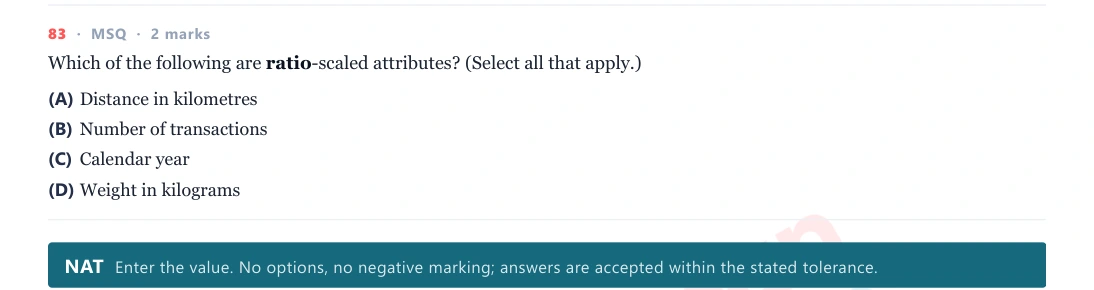 83 · MSQ · 2 marks
Which of the following are ratio-scaled attributes? (Select all that apply.)
(A) Distance in kilometres
(B) Number of transactions
(C) Calendar year
(D) Weight in kilograms
NAT Enter the value. No options, no negative marking; answers are accepted within the stated tolerance.